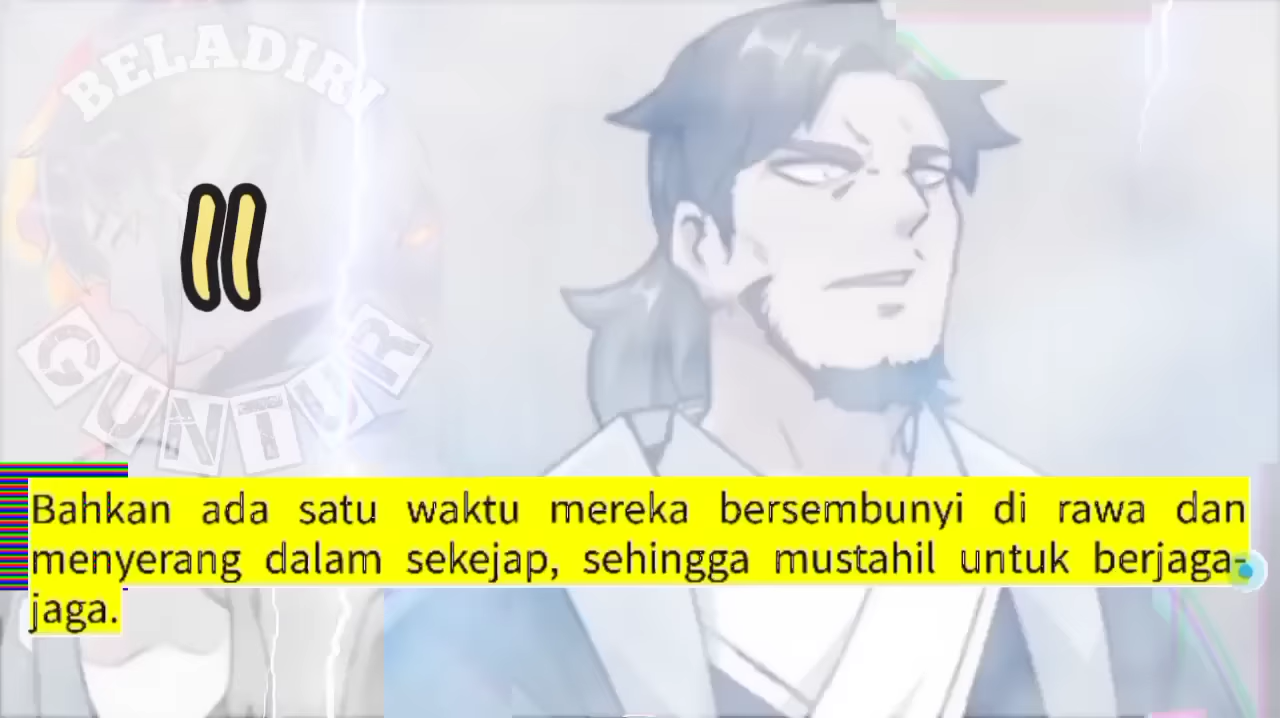 BELADIRI
GUNTUR
Bahkan ada satu waktu mereka bersembunyi di rawa dan
menyerang dalam sekejap, sehingga mustahil untuk berjaga-
jaga.